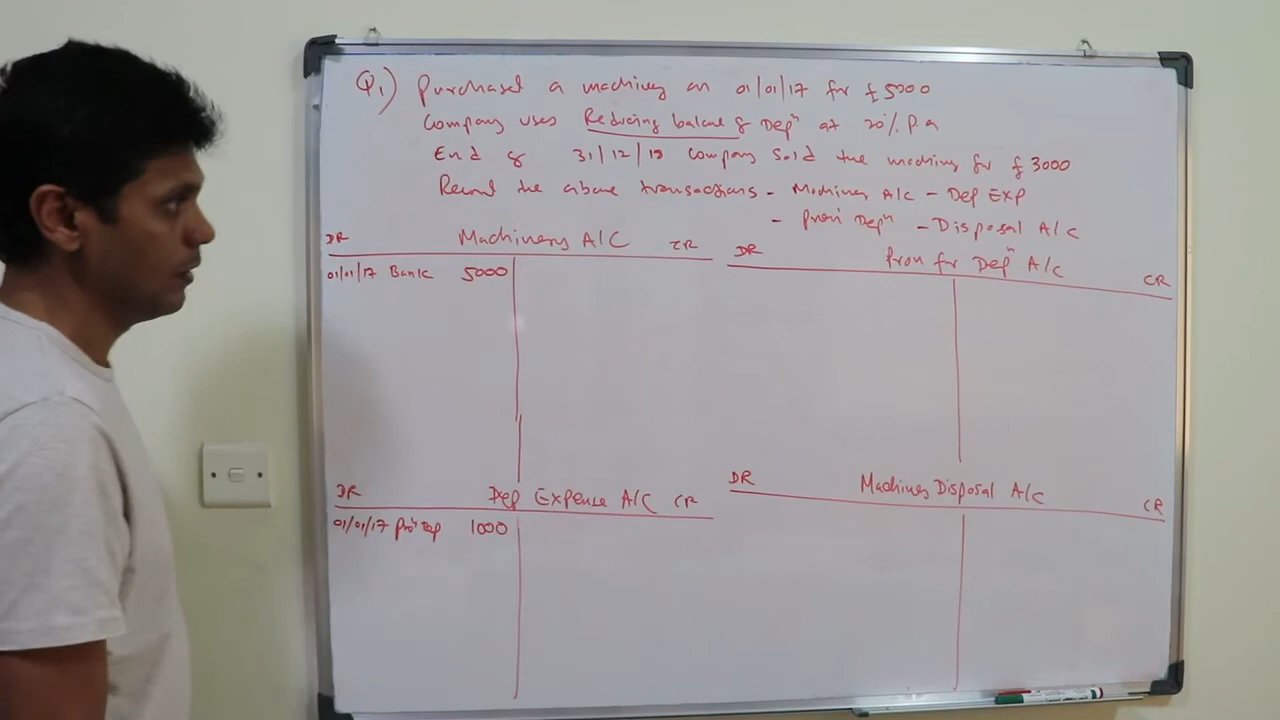 Q1) Purchased a machinery on 01/01/17 for £5000
Company uses Reducing balance of Depⁿ at 20% P.a
End of 31/12/18 company sold the machinery for £3000
Record the above transactions - Machinery A/C - Dep EXP
- provⁿ Depⁿ - Disposal A/C
DR Machinery A/C CR
01/01/17 Bank 5000
DR Provn for Depⁿ A/C CR
DR Dep Expense A/C CR
01/01/17 Provⁿ Dep 1000
DR Machinery Disposal A/C CR